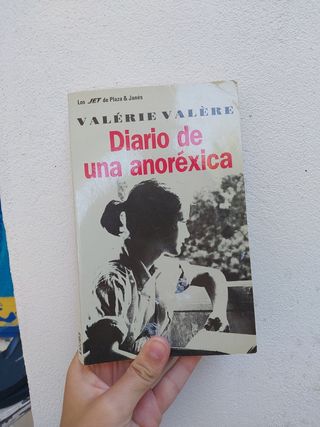 Los JET de Plaza & Janés
VALÉRIE VALÈRE
Diario de
una anoréxica